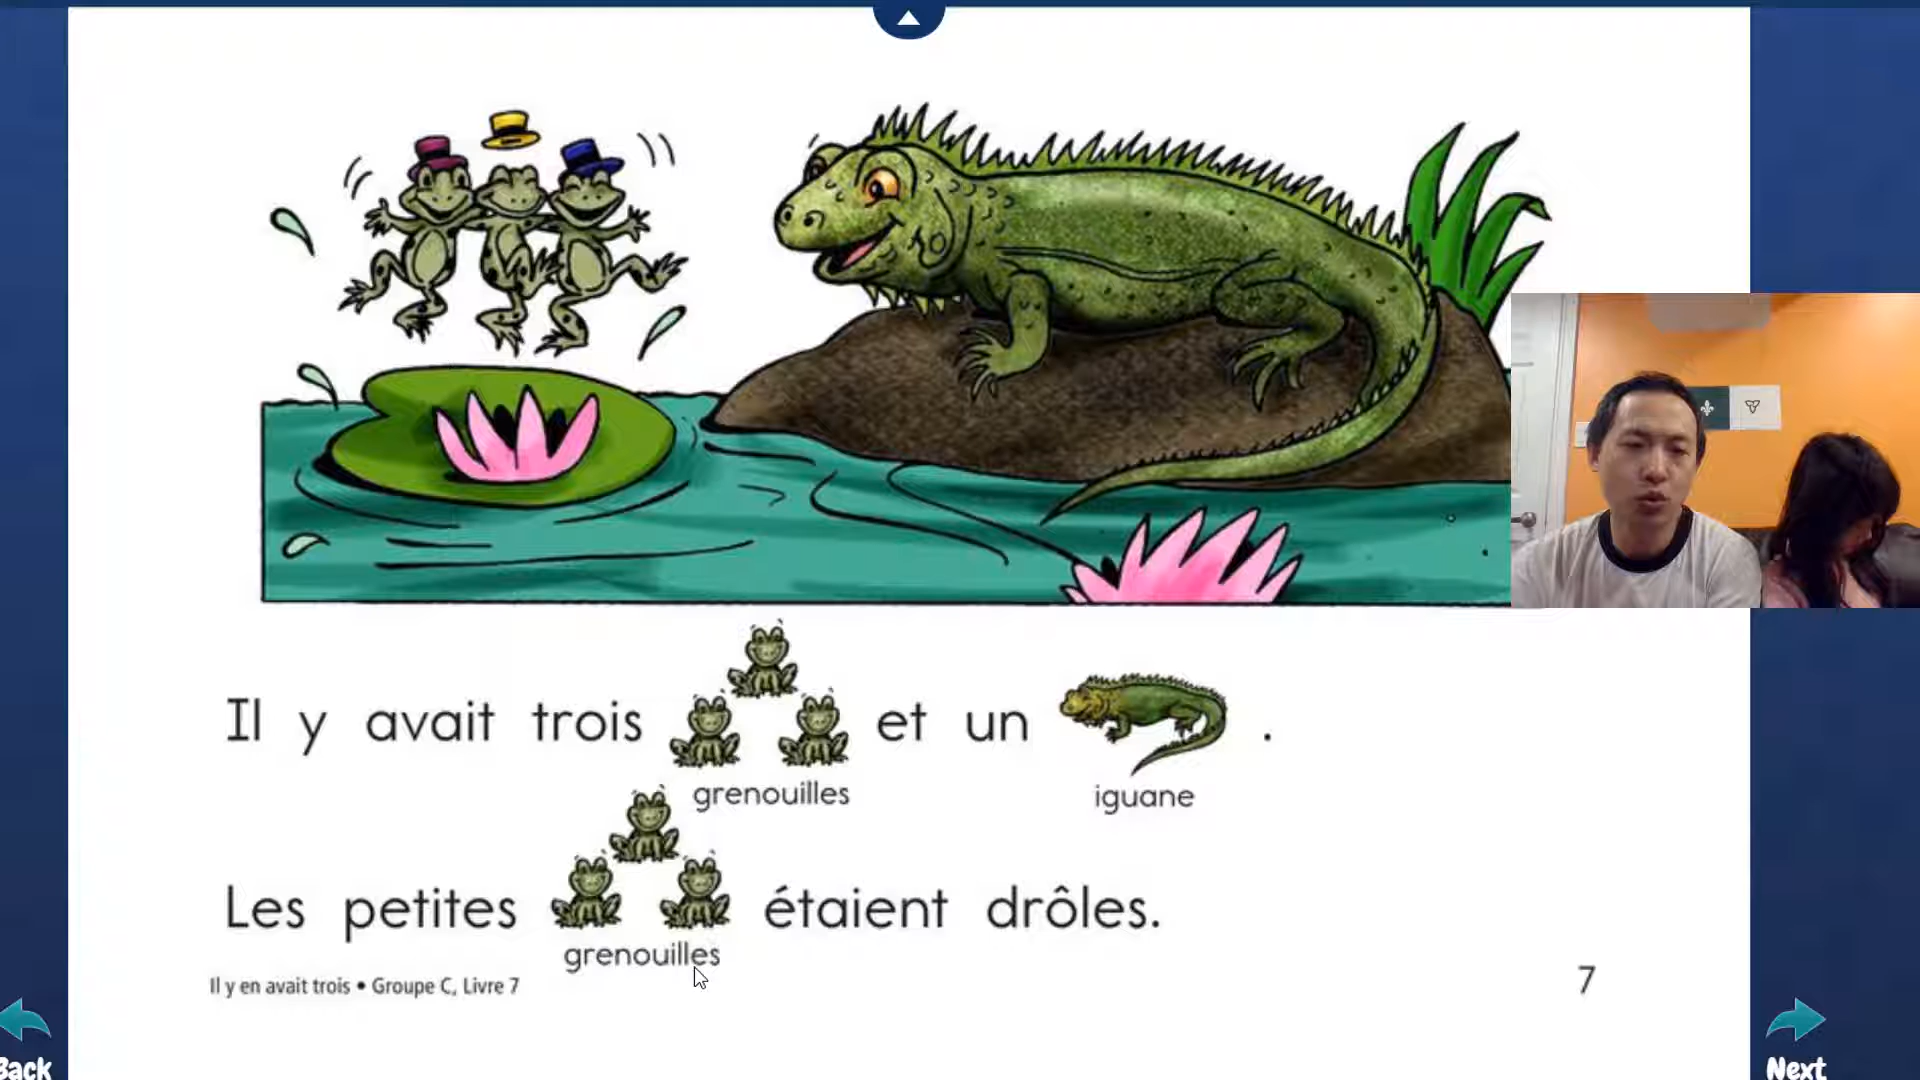 Il y avait trois et un .
grenouilles iguane
Les petites étaient drôles.
grenouilles
Il y en avait trois • Groupe C, Livre 7
7
Back
Next